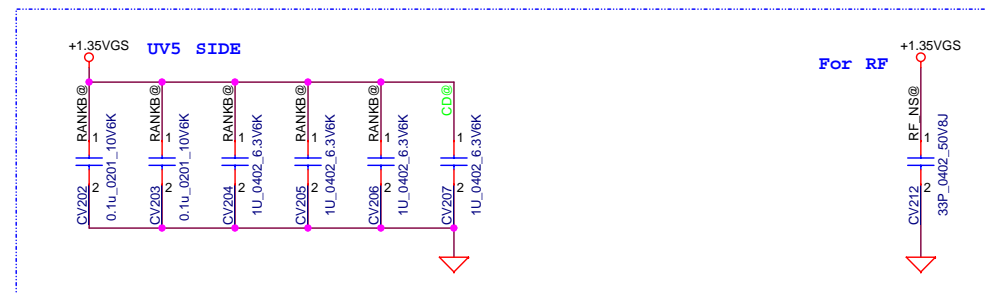 +1.35VGS
UV5 SIDE
RANKB@
1
2
CV202
0.1u_0201_10V6K
RANKB@
1
2
CV203
0.1u_0201_10V6K
RANKB@
1
2
CV204
1U_0402_6.3V6K
RANKB@
1
2
CV205
1U_0402_6.3V6K
RANKB@
1
2
CV206
1U_0402_6.3V6K
CD@
1
2
CV207
1U_0402_6.3V6K
For RF
+1.35VGS
RF_NS@
1
2
CV212
33P_0402_50V8J